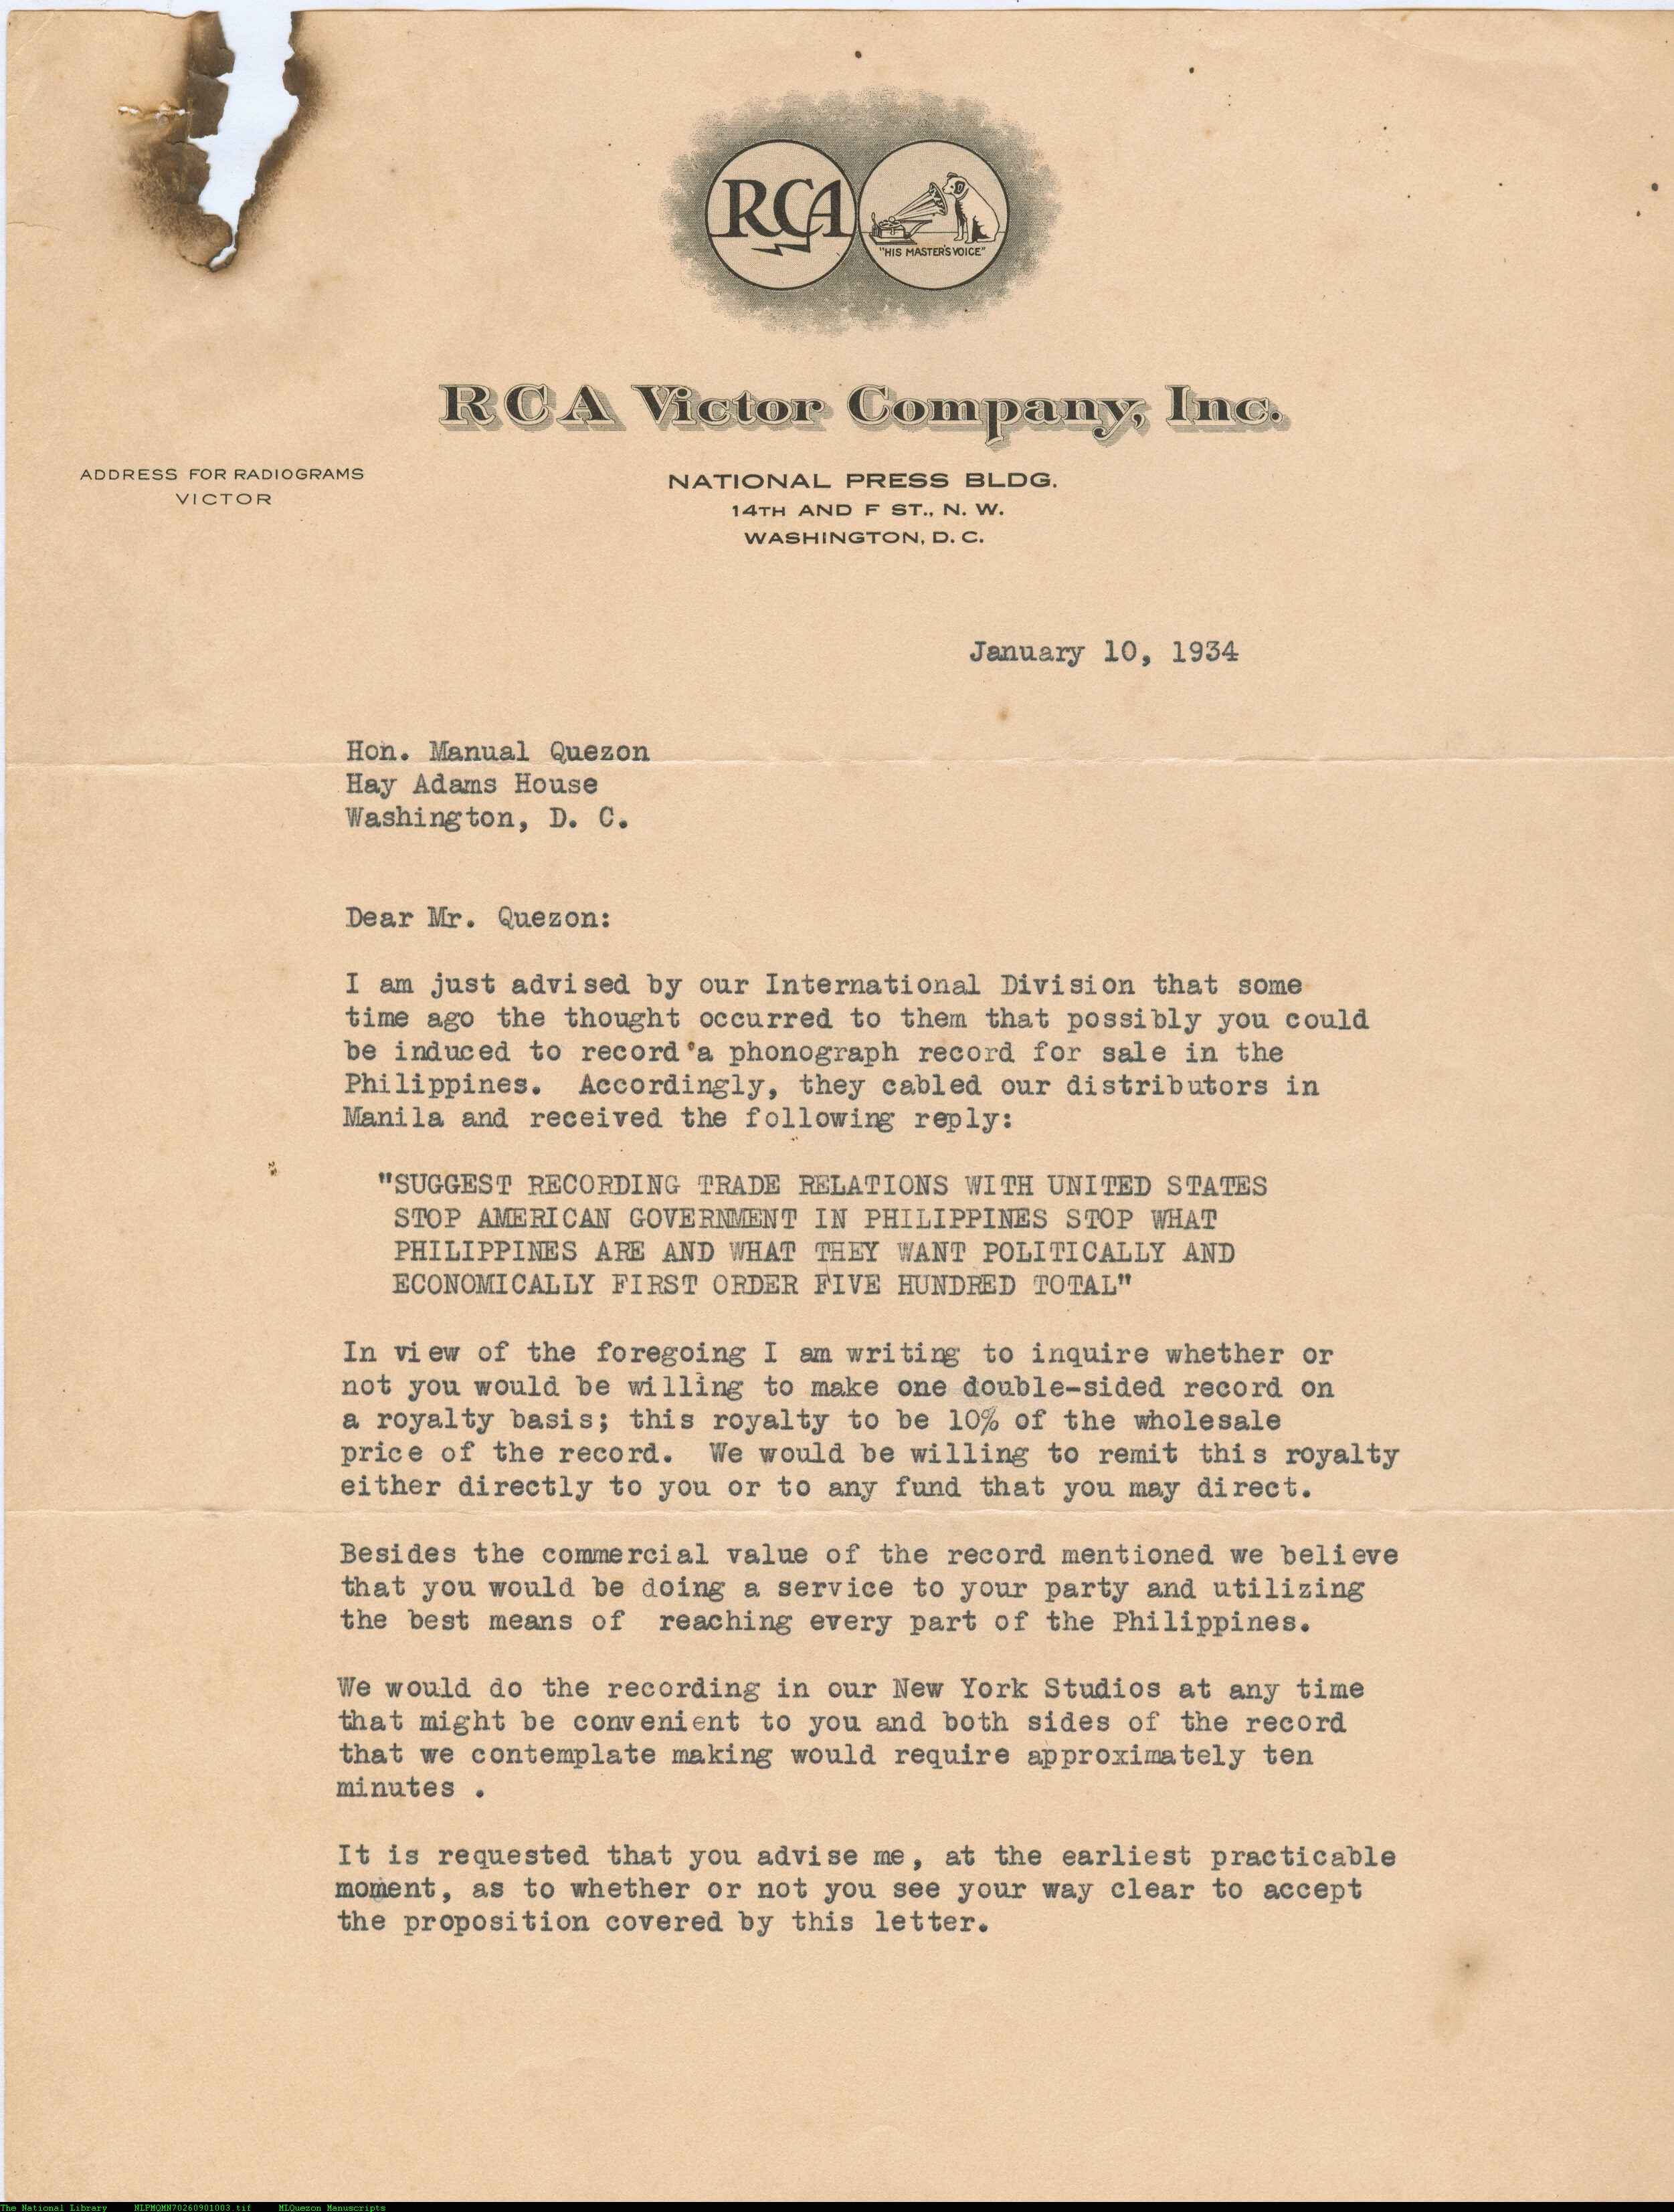 RCA
"HIS MASTER'S VOICE"
RCA Victor Company, Inc.
ADDRESS FOR RADIOGRAMS
VICTOR
NATIONAL PRESS BLDG.
14TH AND F ST., N. W.
WASHINGTON, D. C.
January 10, 1934
Hon. Manual Quezon
Hay Adams House
Washington, D. C.
Dear Mr. Quezon:
I am just advised by our International Division that some
time ago the thought occurred to them that possibly you could
be induced to record a phonograph record for sale in the
Philippines. Accordingly, they cabled our distributors in
Manila and received the following reply:
"SUGGEST RECORDING TRADE RELATIONS WITH UNITED STATES
STOP AMERICAN GOVERNMENT IN PHILIPPINES STOP WHAT
PHILIPPINES ARE AND WHAT THEY WANT POLITICALLY AND
ECONOMICALLY FIRST ORDER FIVE HUNDRED TOTAL"
In view of the foregoing I am writing to inquire whether or
not you would be willing to make one double-sided record on
a royalty basis; this royalty to be 10% of the wholesale
price of the record. We would be willing to remit this royalty
either directly to you or to any fund that you may direct.
Besides the commercial value of the record mentioned we believe
that you would be doing a service to your party and utilizing
the best means of reaching every part of the Philippines.
We would do the recording in our New York Studios at any time
that might be convenient to you and both sides of the record
that we contemplate making would require approximately ten
minutes .
It is requested that you advise me, at the earliest practicable
moment, as to whether or not you see your way clear to accept
the proposition covered by this letter.
The National Library NLPMQMN70260901003.tif MLQuezon Manuscripts